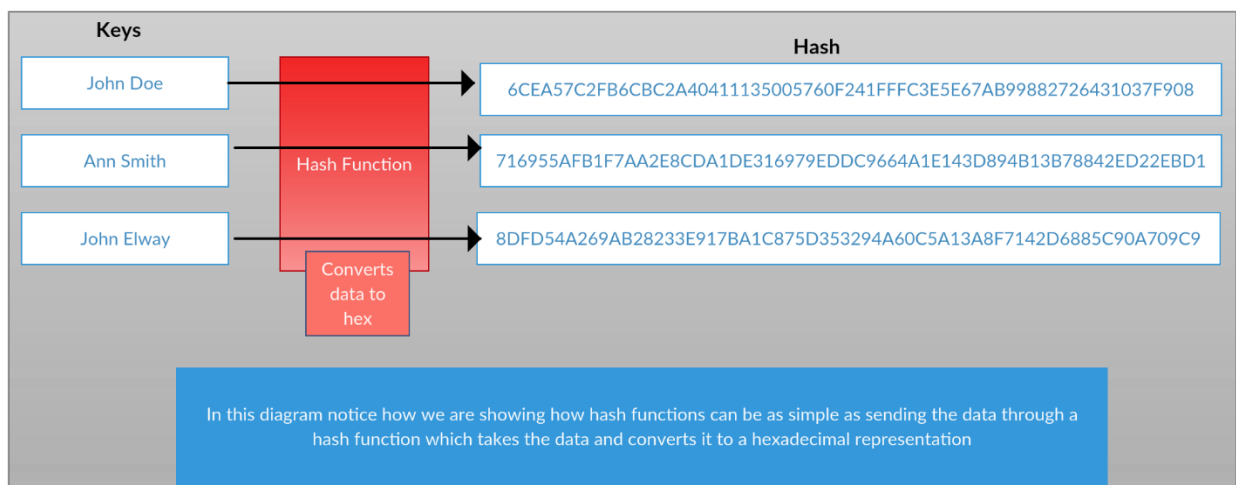 Keys
Hash
John Doe
6CEA57C2FB6CBC2A40411135005760F241FFFC3E5E67AB99882726431037F908
Ann Smith
Hash Function
716955AFB1F7AA2E8CDA1DE316979EDDC9664A1E143D894B13B78842ED22EBD1
John Elway
8DFD54A269AB28233E917BA1C875D353294A60C5A13A8F7142D6885C90A709C9
Converts
data to
hex
In this diagram notice how we are showing how hash functions can be as simple as sending the data through a
hash function which takes the data and converts it to a hexadecimal representation